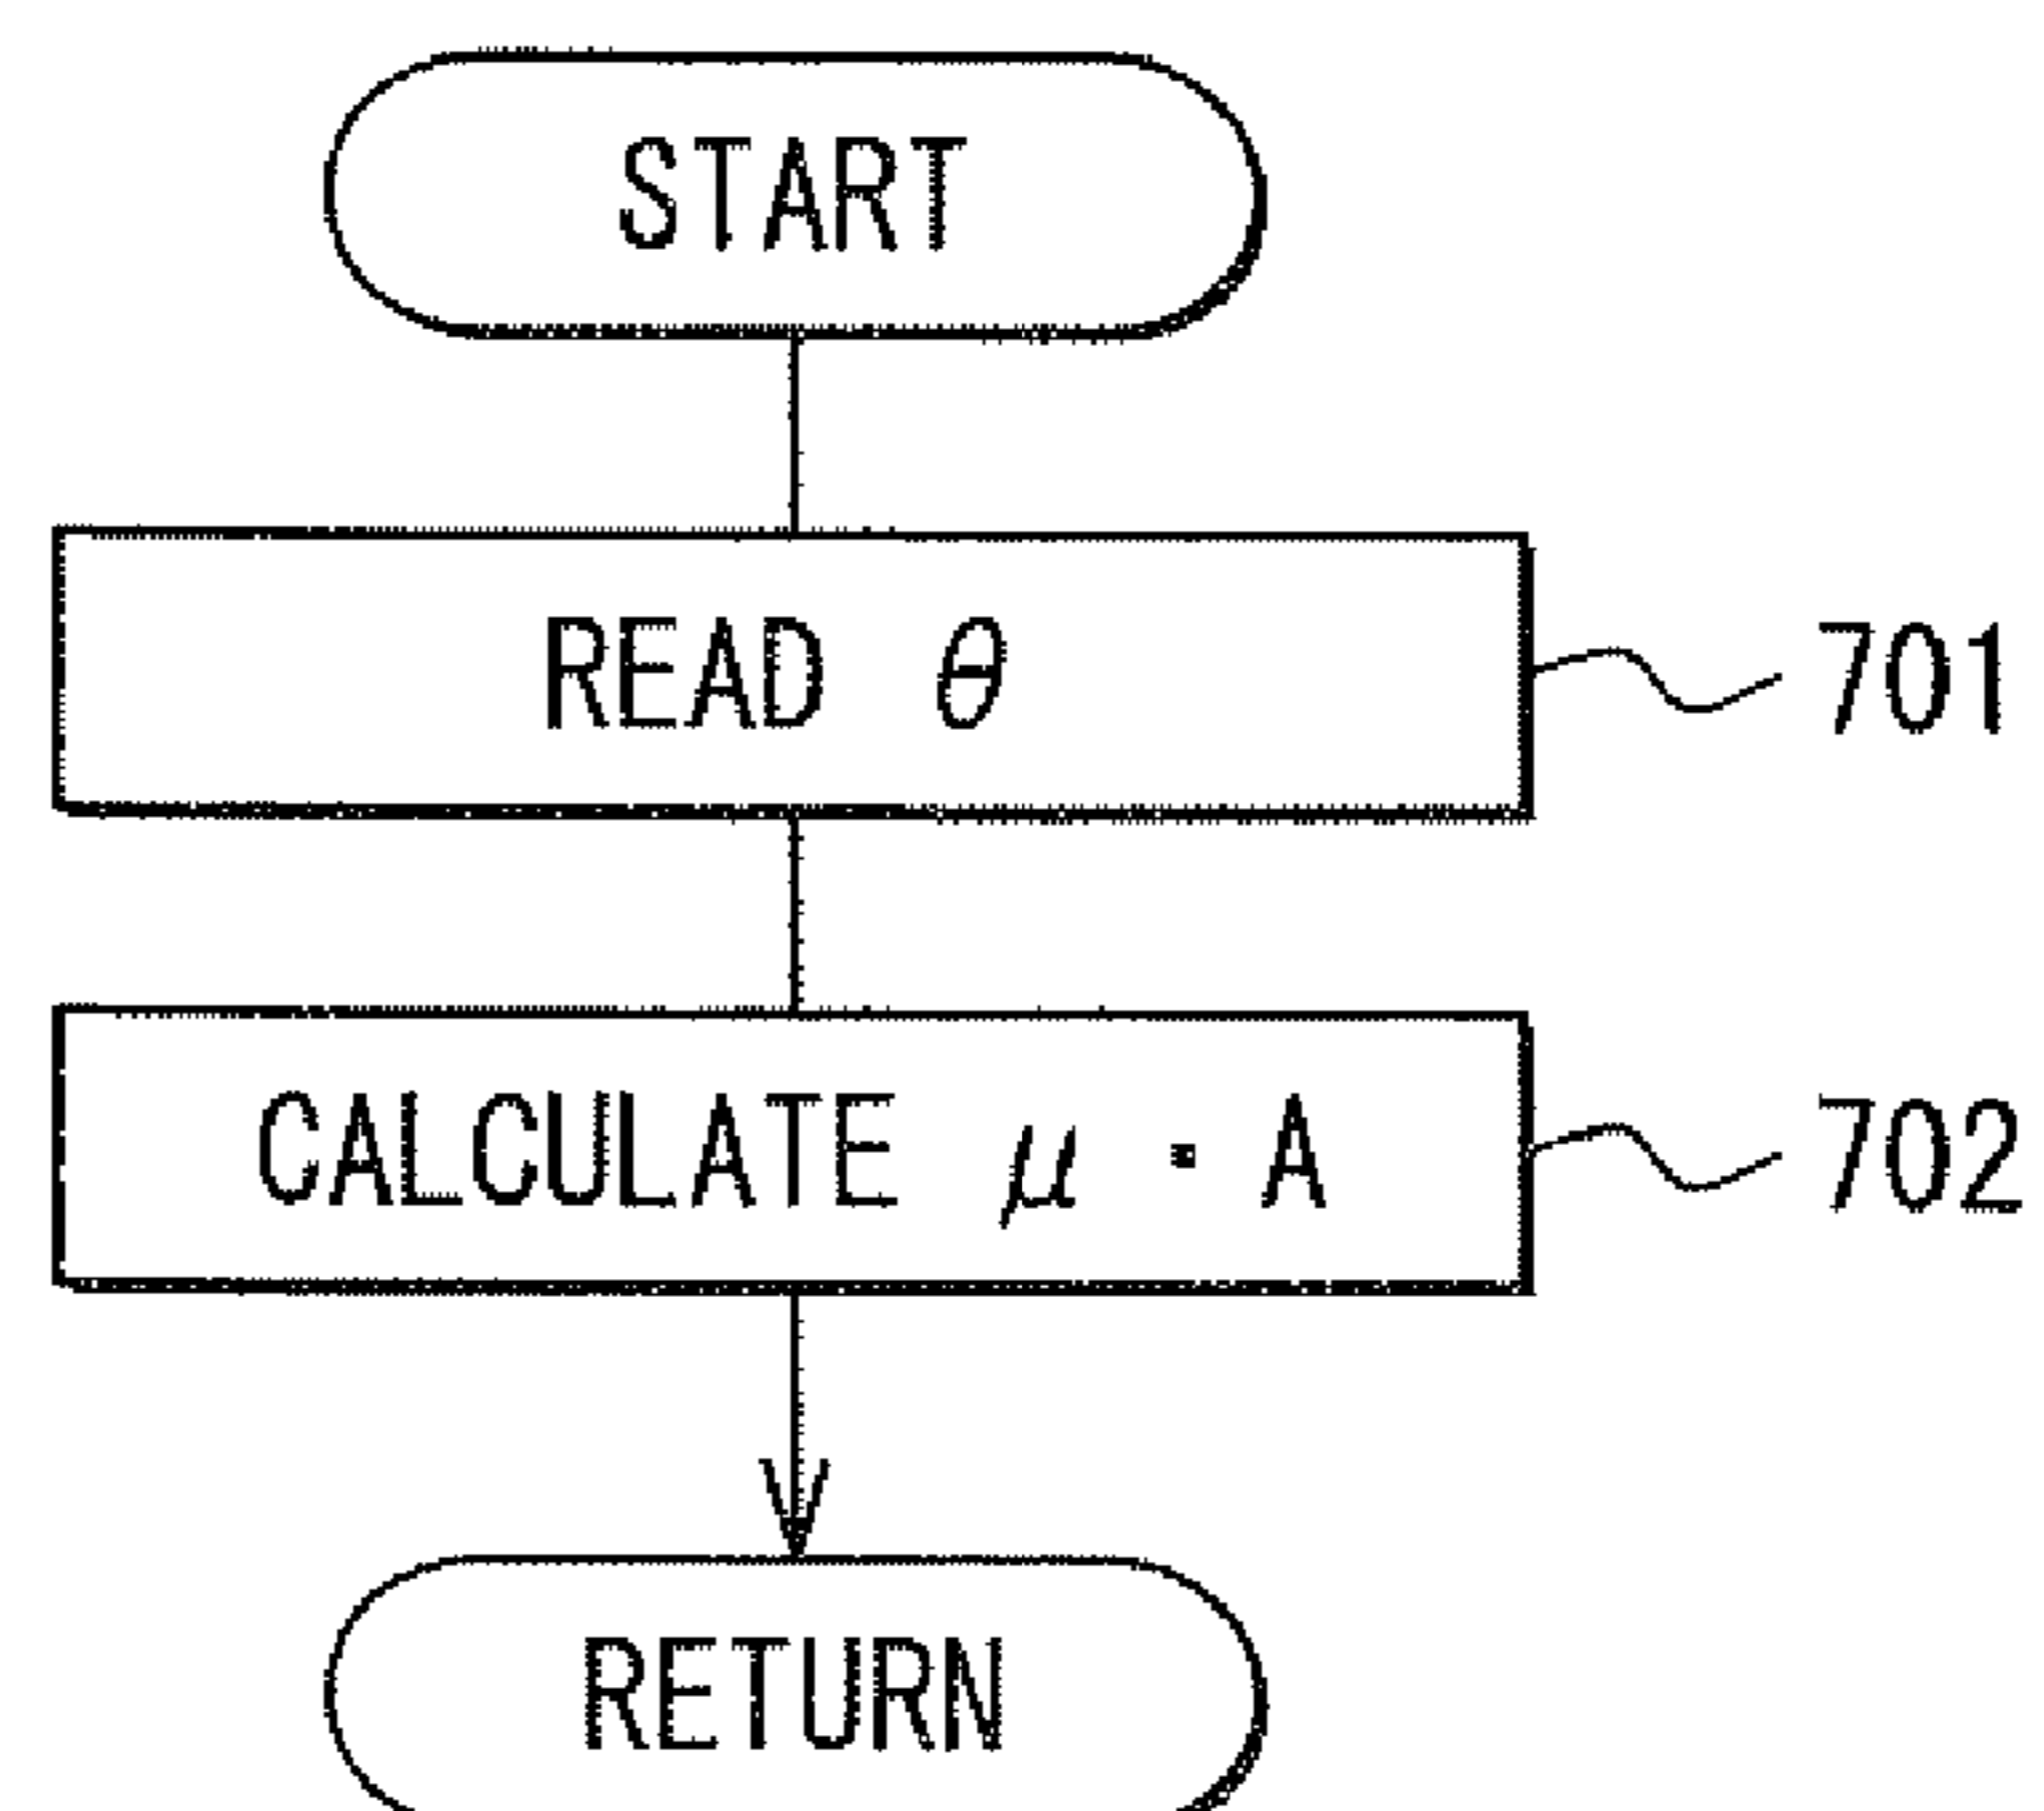 START
READ θ 701
CALCULATE μ · A 702
RETURN